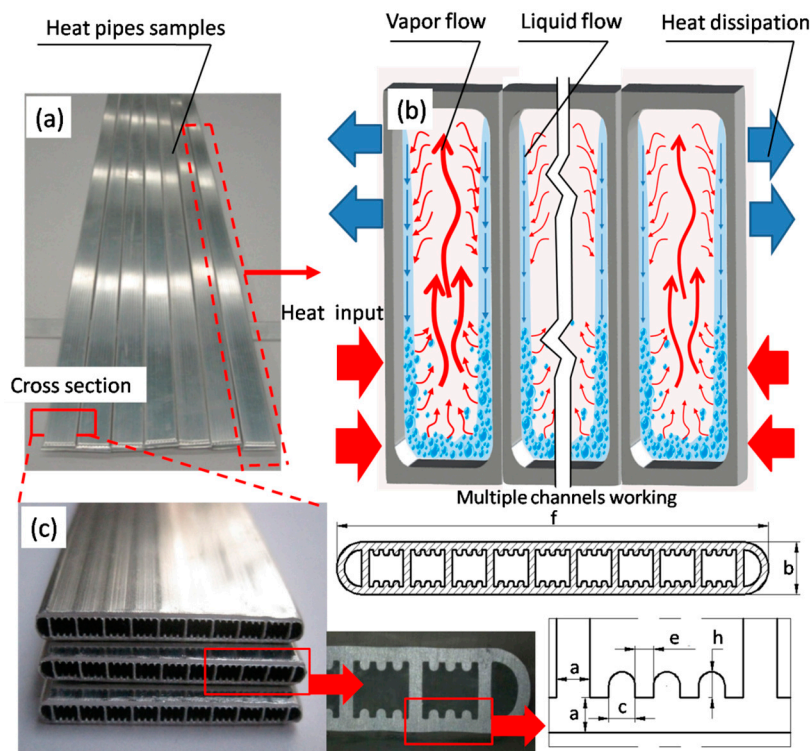 Heat pipes samples
Vapor flow
Liquid flow
Heat dissipation
(a)
(b)
Heat input
Cross section
Multiple channels working
(c)
f
b
e
h
a
a
c